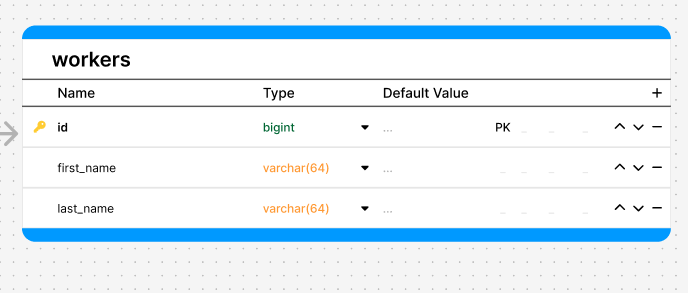 workers
Name Type Default Value +
id bigint ... PK _ _ _
first_name varchar(64) ... _ _ _ _
last_name varchar(64) ... _ _ _ _